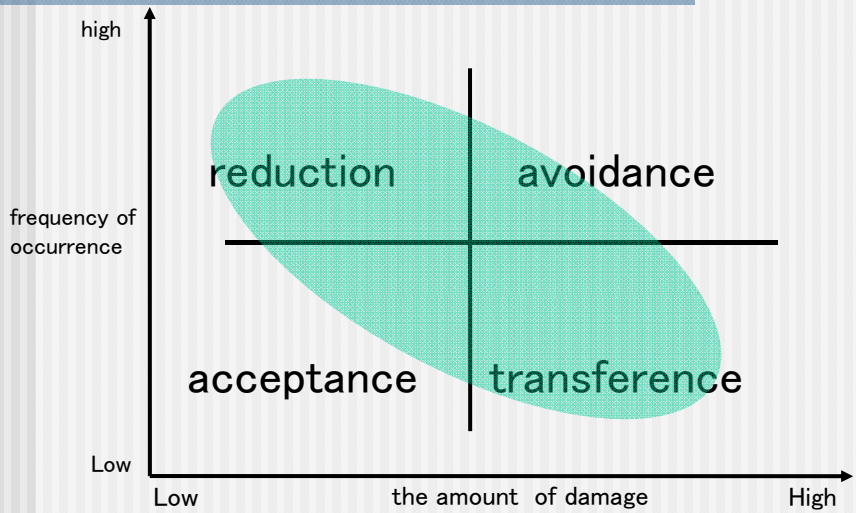 high
reduction avoidance
frequency of
occurrence
acceptance transference
Low
Low the amount of damage High